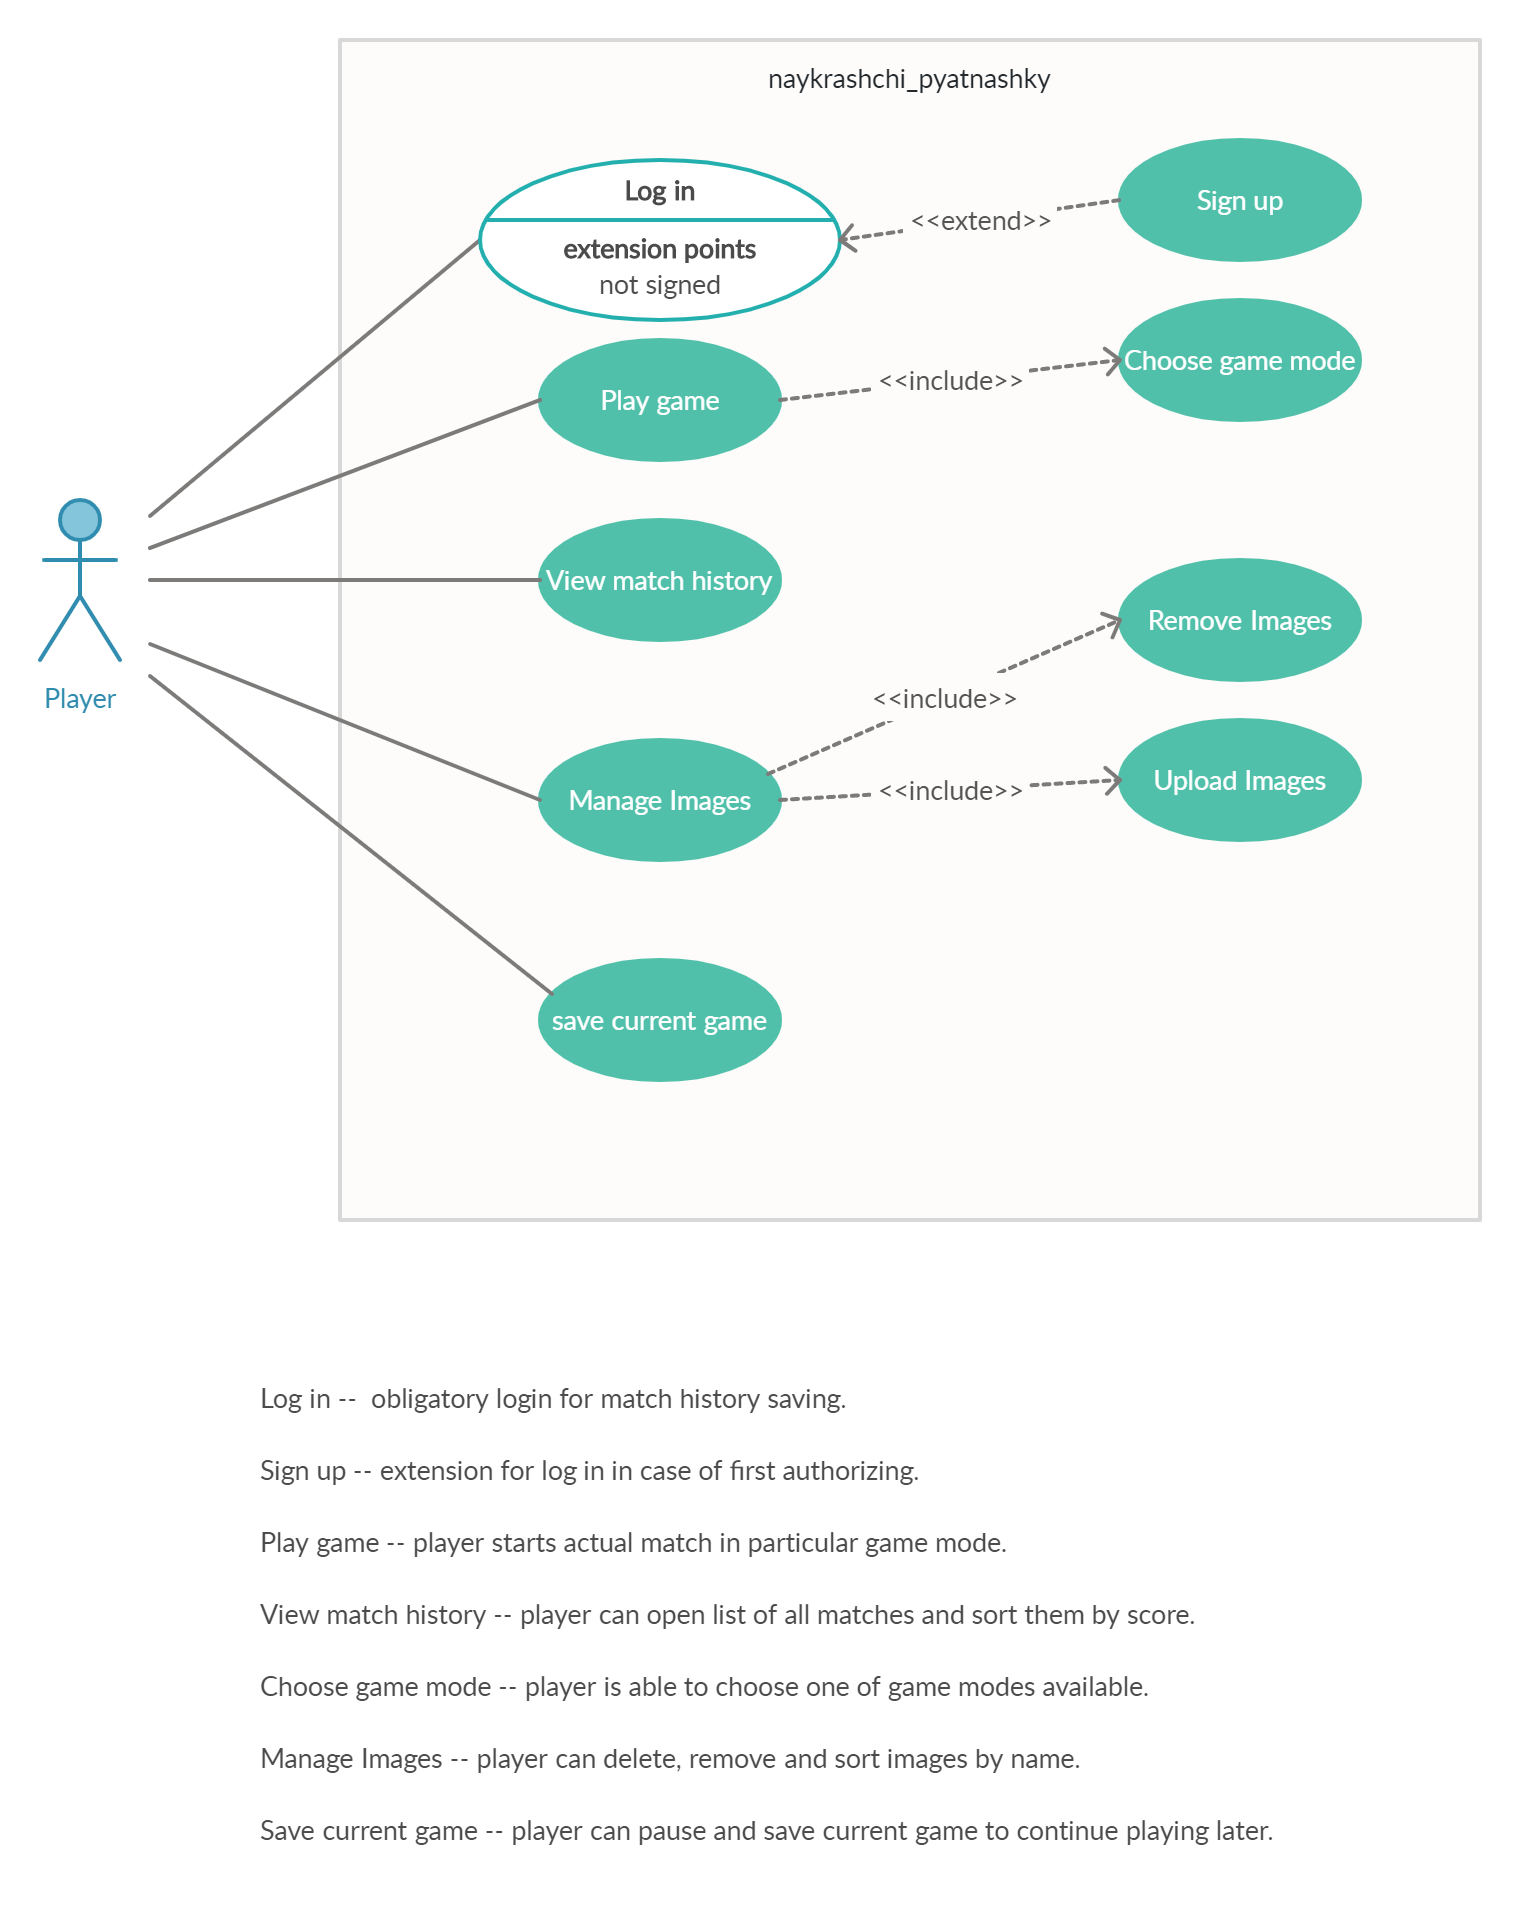 naykrashchi_pyatnashky
Log in
extension points
not signed
<<extend>>
Sign up
Play game
<<include>>
Choose game mode
View match history
Player
Remove Images
<<include>>
Manage Images
<<include>>
Upload Images
save current game
Log in --  obligatory login for match history saving.
Sign up -- extension for log in in case of first authorizing.
Play game -- player starts actual match in particular game mode.
View match history -- player can open list of all matches and sort them by score.
Choose game mode -- player is able to choose one of game modes available.
Manage Images -- player can delete, remove and sort images by name.
Save current game -- player can pause and save current game to continue playing later.